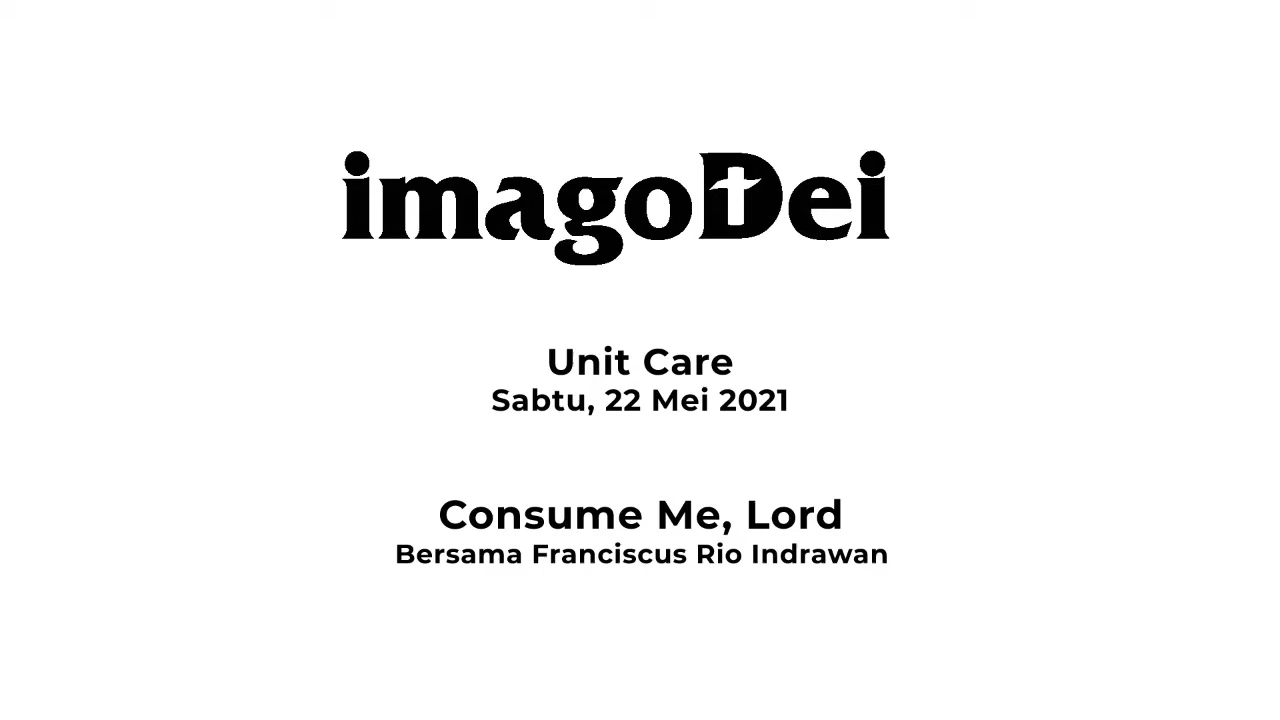 imagoDei
Unit Care
Sabtu, 22 Mei 2021
Consume Me, Lord
Bersama Franciscus Rio Indrawan